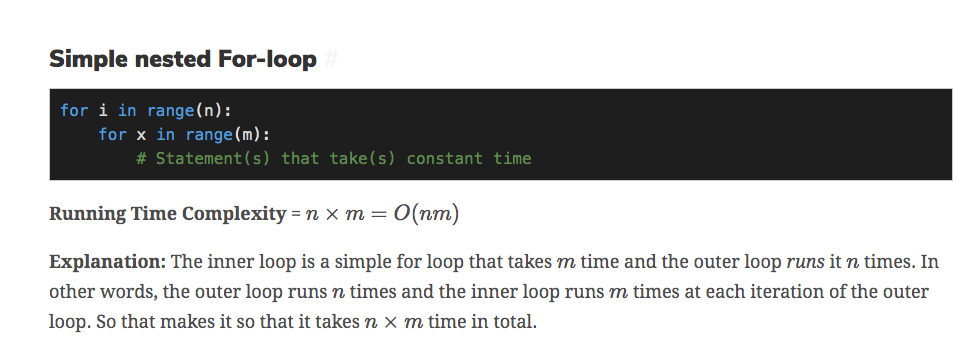 Simple nested For-loop #
for i in range(n):
    for x in range(m):
        # Statement(s) that take(s) constant time
Running Time Complexity = n × m = O(nm)
Explanation: The inner loop is a simple for loop that takes m time and the outer loop runs it n times. In
other words, the outer loop runs n times and the inner loop runs m times at each iteration of the outer
loop. So that makes it so that it takes n × m time in total.